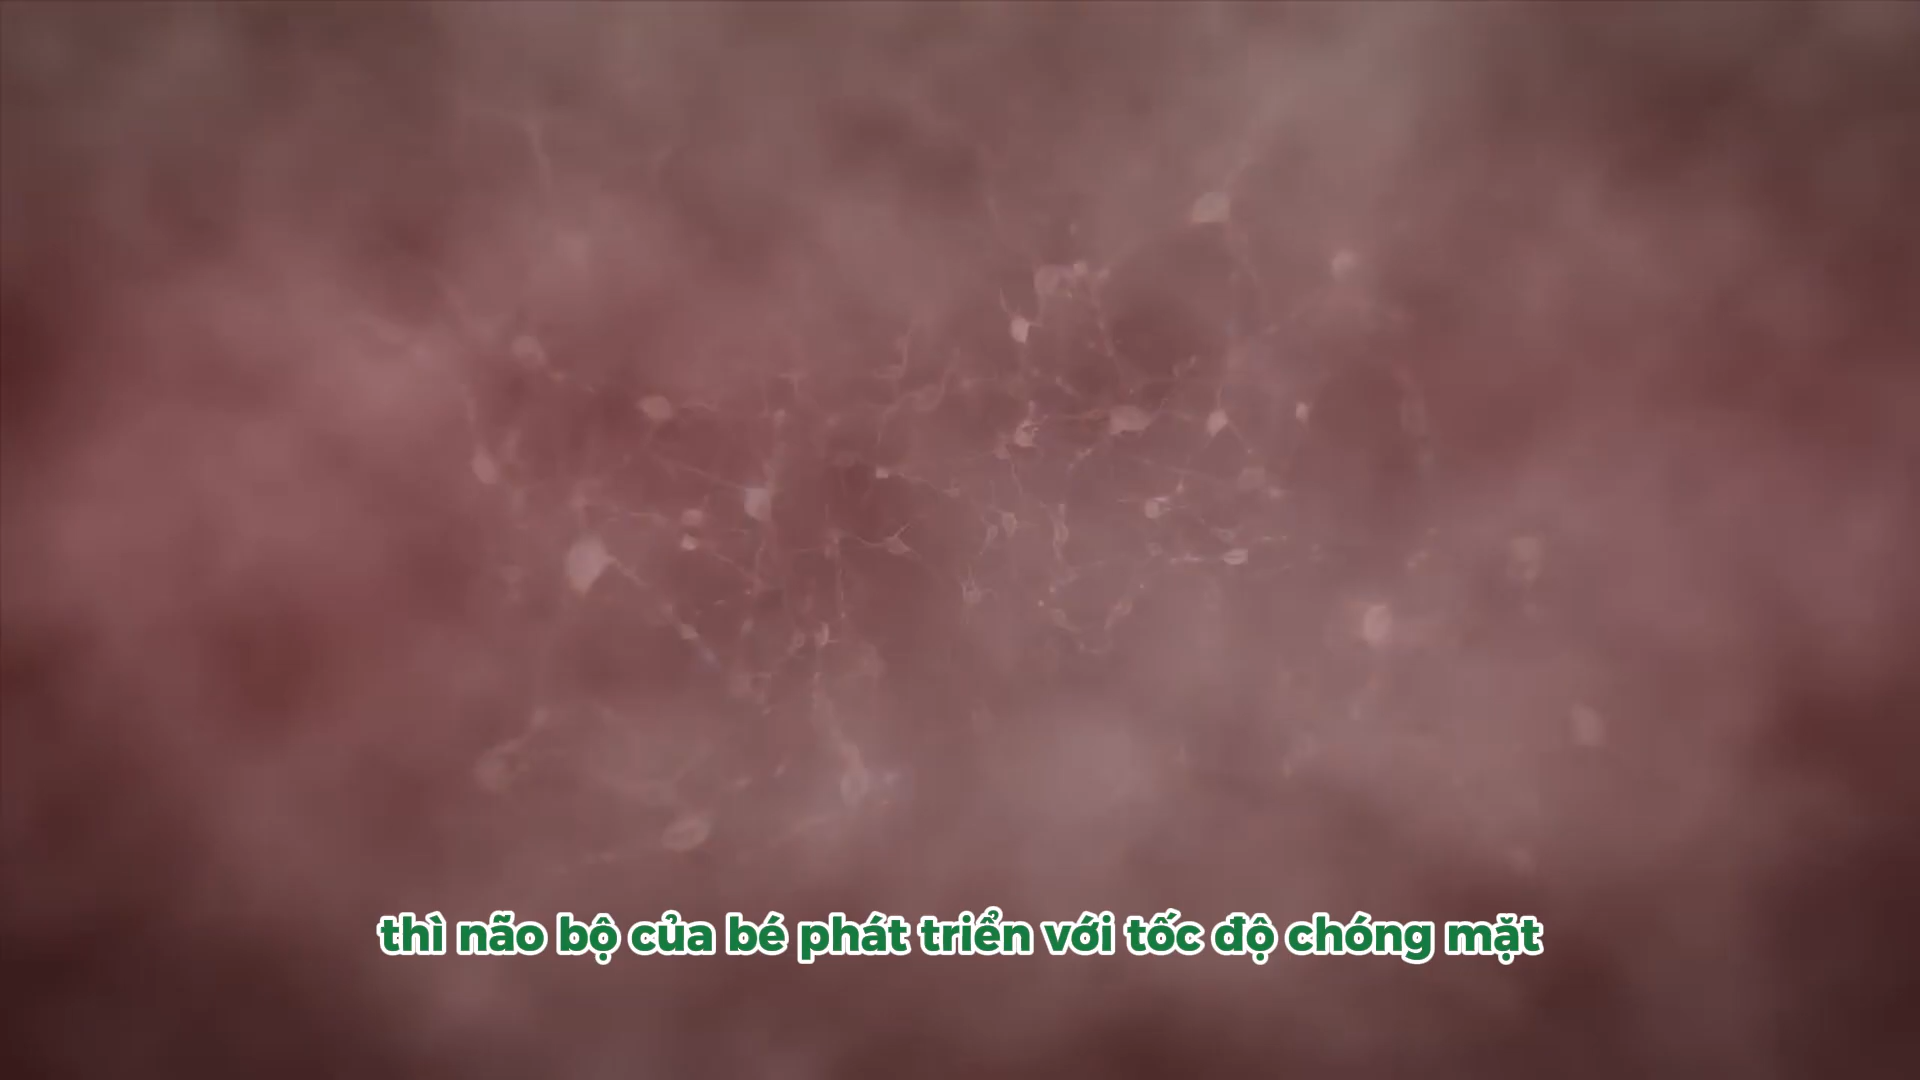 thì não bộ của bé phát triển với tốc độ chóng mặt